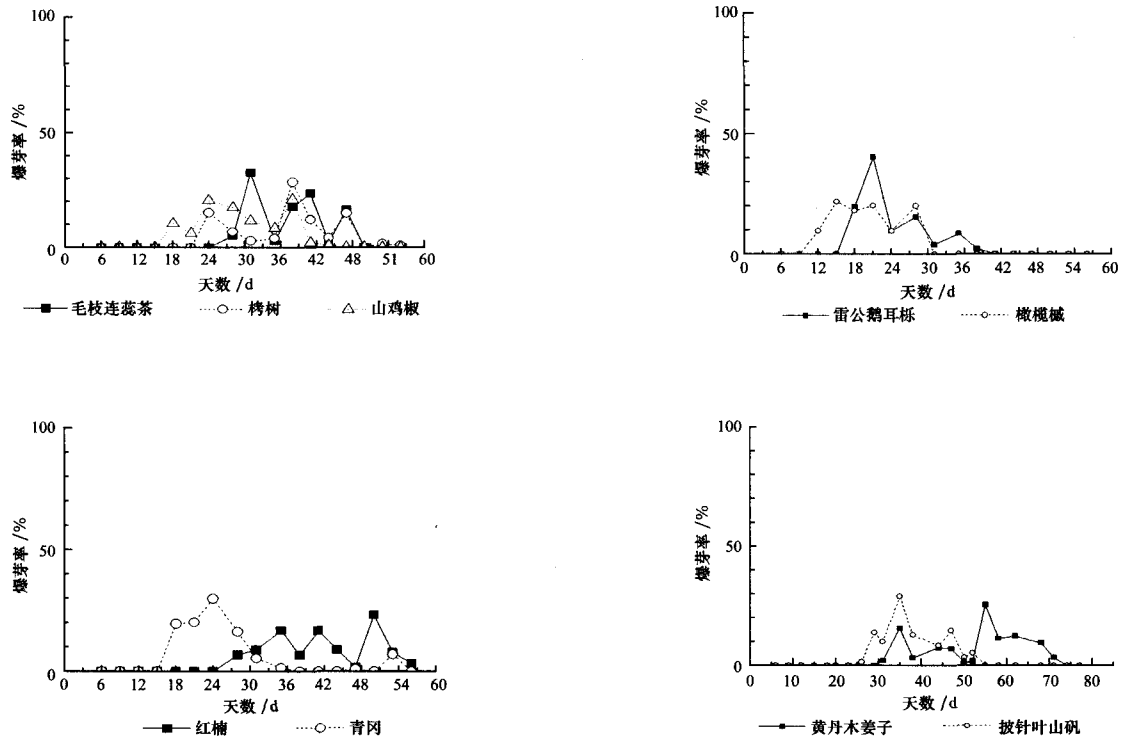 100
50
0
爆芽率 /%
0 6 12 18 24 30 36 42 51 60
天数 /d
毛枝连蕊茶 栲树 山鸡椒
100
50
0
爆芽率 /%
0 6 12 18 24 30 36 42 48 54 60
天数 /d
雷公鹅耳栎 橄榄槭
100
50
0
爆芽率 /%
0 6 12 18 24 30 36 42 48 54 60
天数 /d
红楠 青冈
100
50
0
爆芽率 /%
0 10 20 30 40 50 60 70 80
天数 /d
黄丹木姜子 披针叶山矾